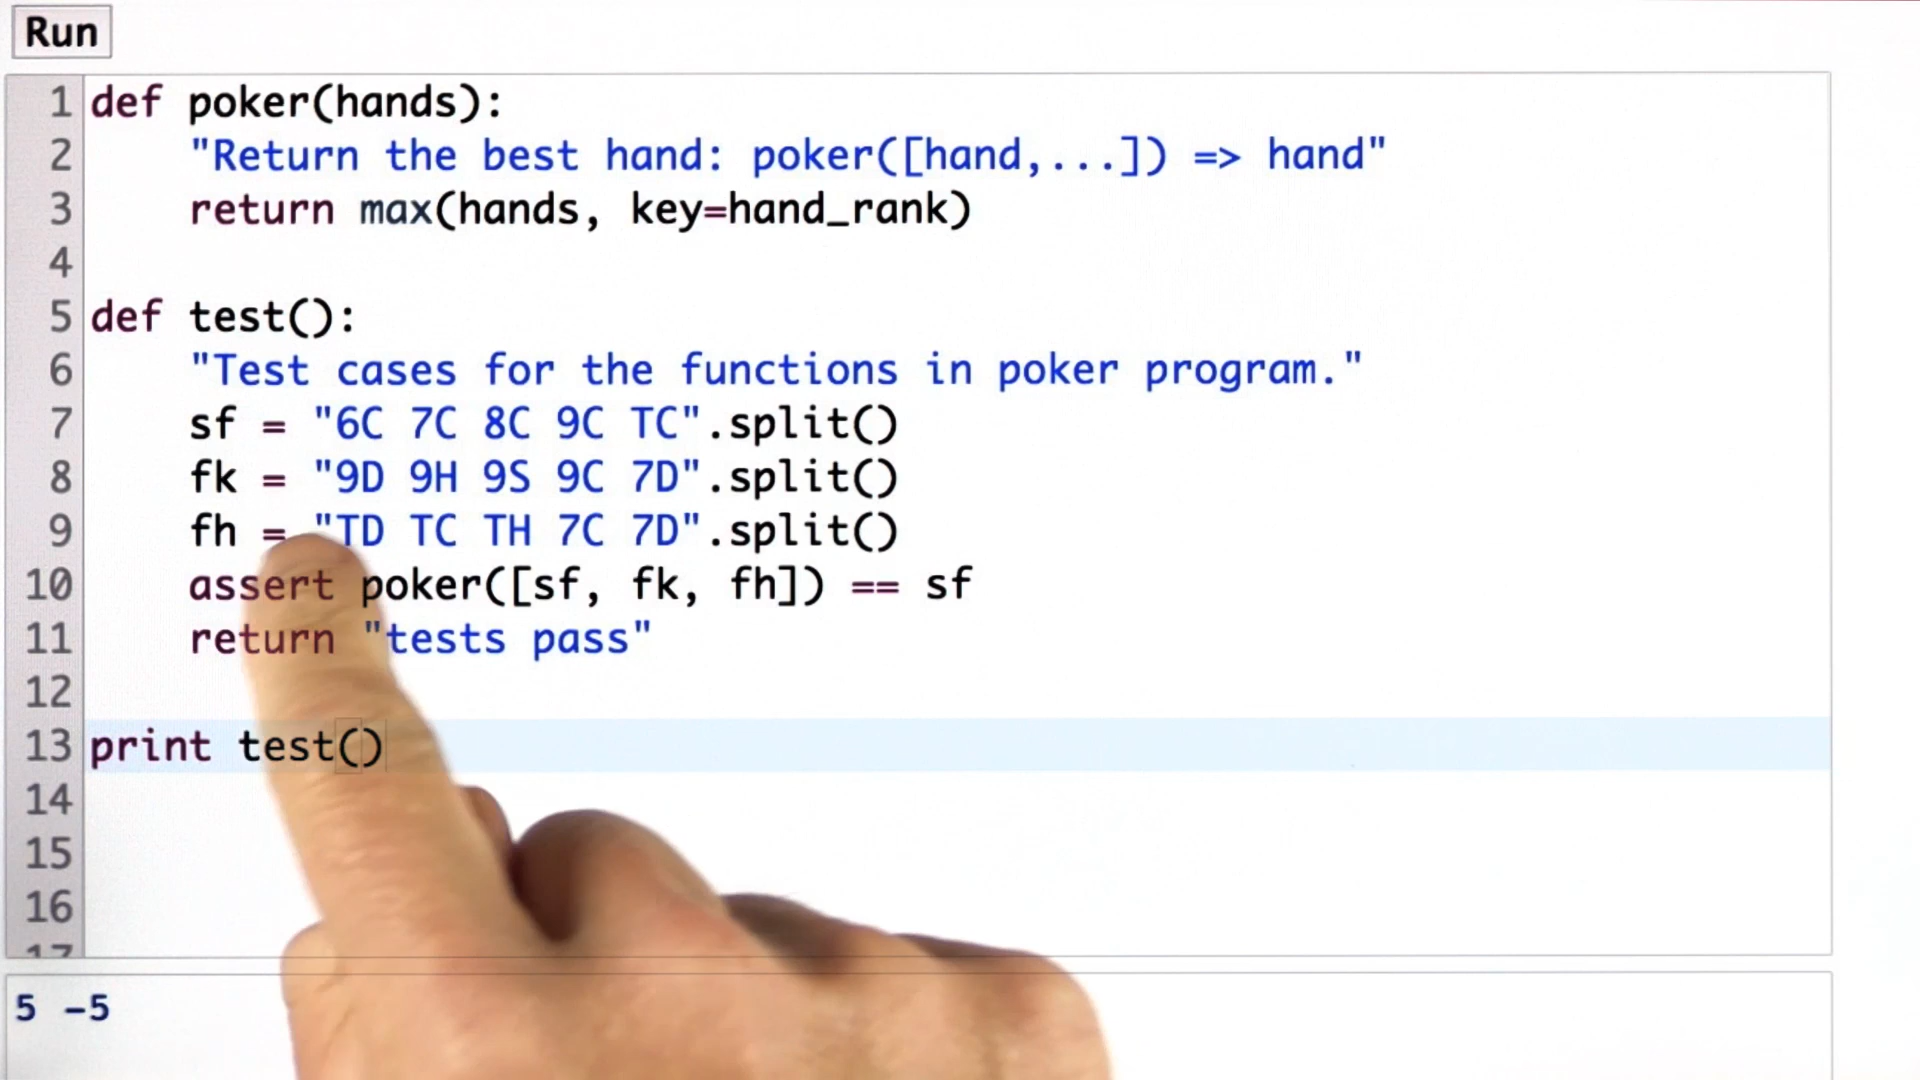 Run
1 def poker(hands):
2 "Return the best hand: poker([hand,...]) => hand"
3 return max(hands, key=hand_rank)
4
5 def test():
6 "Test cases for the functions in poker program."
7 sf = "6C 7C 8C 9C TC".split()
8 fk = "9D 9H 9S 9C 7D".split()
9 fh = "TD TC TH 7C 7D".split()
10 assert poker([sf, fk, fh]) == sf
11 return "tests pass"
12
13 print test()
14
15
16
17
5 -5